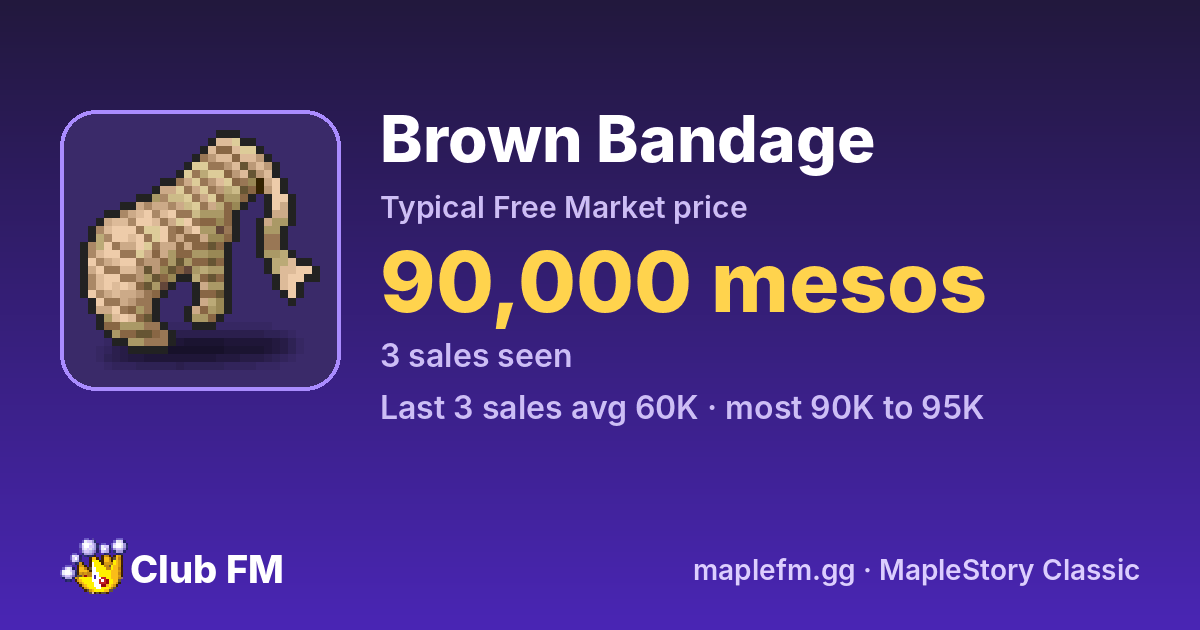 Brown Bandage
Typical Free Market price
90,000 mesos
3 sales seen
Last 3 sales avg 60K · most 90K to 95K
Club FM
maplefm.gg · MapleStory Classic